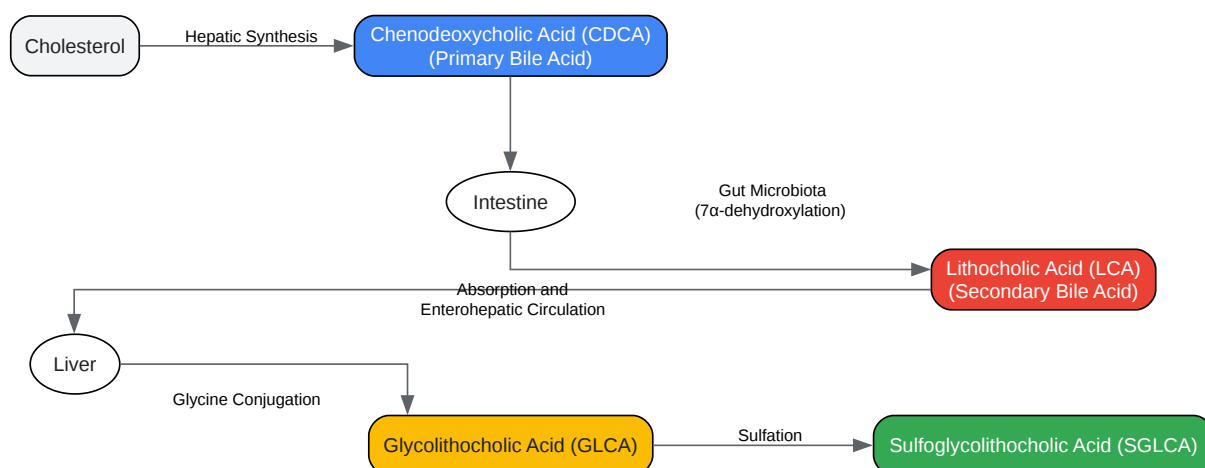 Cholesterol
Hepatic Synthesis
Chenodeoxycholic Acid (CDCA)
(Primary Bile Acid)
Intestine
Gut Microbiota
(7α-dehydroxylation)
Lithocholic Acid (LCA)
(Secondary Bile Acid)
Absorption and
Enterohepatic Circulation
Liver
Glycine Conjugation
Glycolithocholic Acid (GLCA)
Sulfation
Sulfoglycolithocholic Acid (SGLCA)